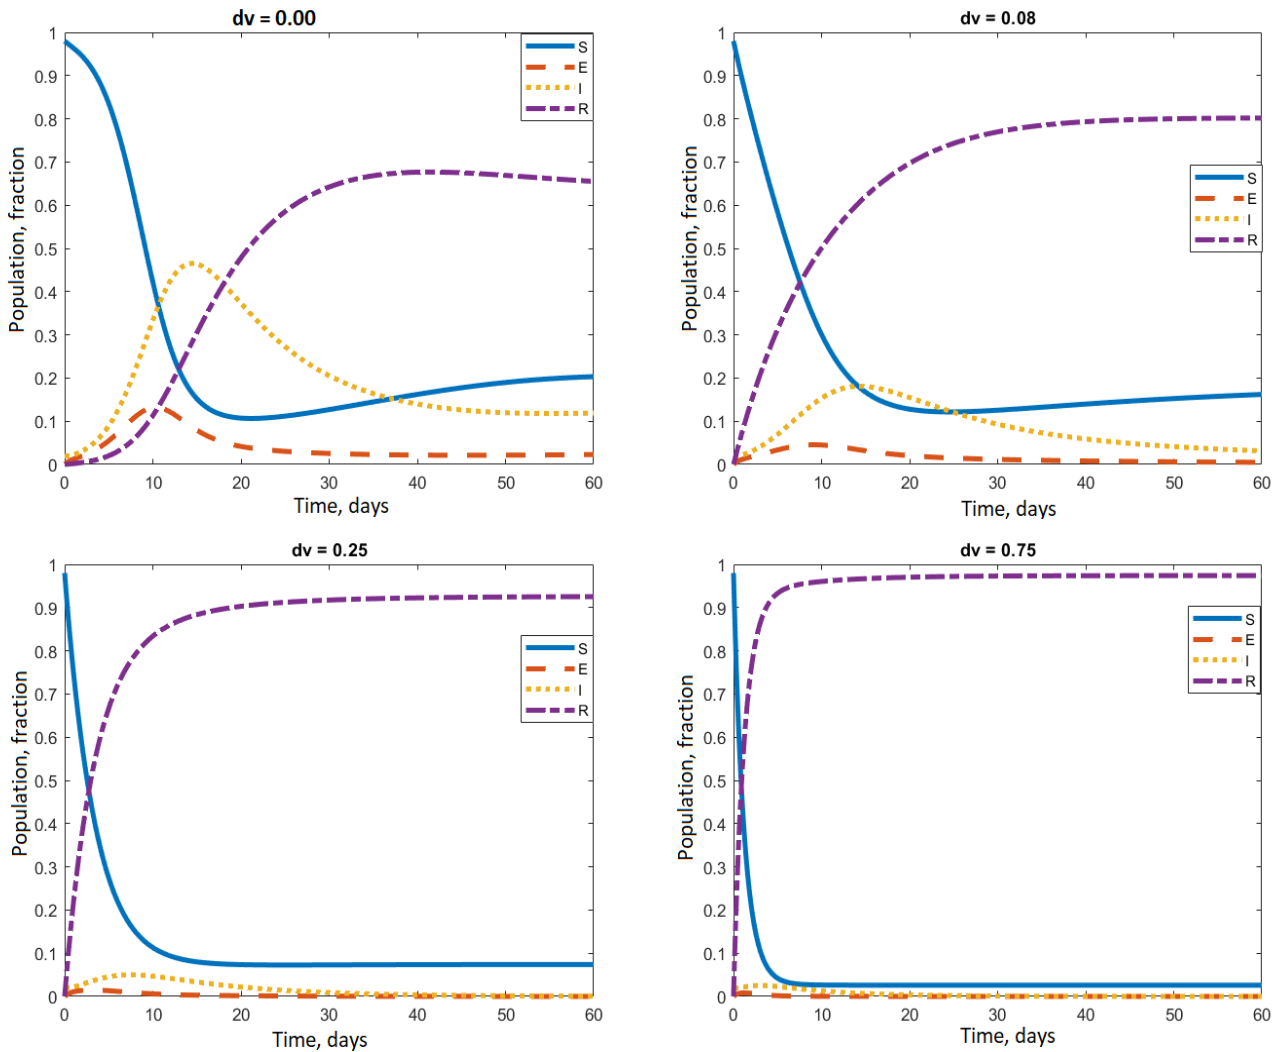 dv = 0.00
1
0.9
0.8
0.7
0.6
0.5
0.4
0.3
0.2
0.1
0
Population, fraction
S
E
I
R
0 10 20 30 40 50 60
Time, days
dv = 0.08
1
0.9
0.8
0.7
0.6
0.5
0.4
0.3
0.2
0.1
0
Population, fraction
S
E
I
R
0 10 20 30 40 50 60
Time, days
dv = 0.25
1
0.9
0.8
0.7
0.6
0.5
0.4
0.3
0.2
0.1
0
Population, fraction
S
E
I
R
0 10 20 30 40 50 60
Time, days
dv = 0.75
1
0.9
0.8
0.7
0.6
0.5
0.4
0.3
0.2
0.1
0
Population, fraction
S
E
I
R
0 10 20 30 40 50 60
Time, days